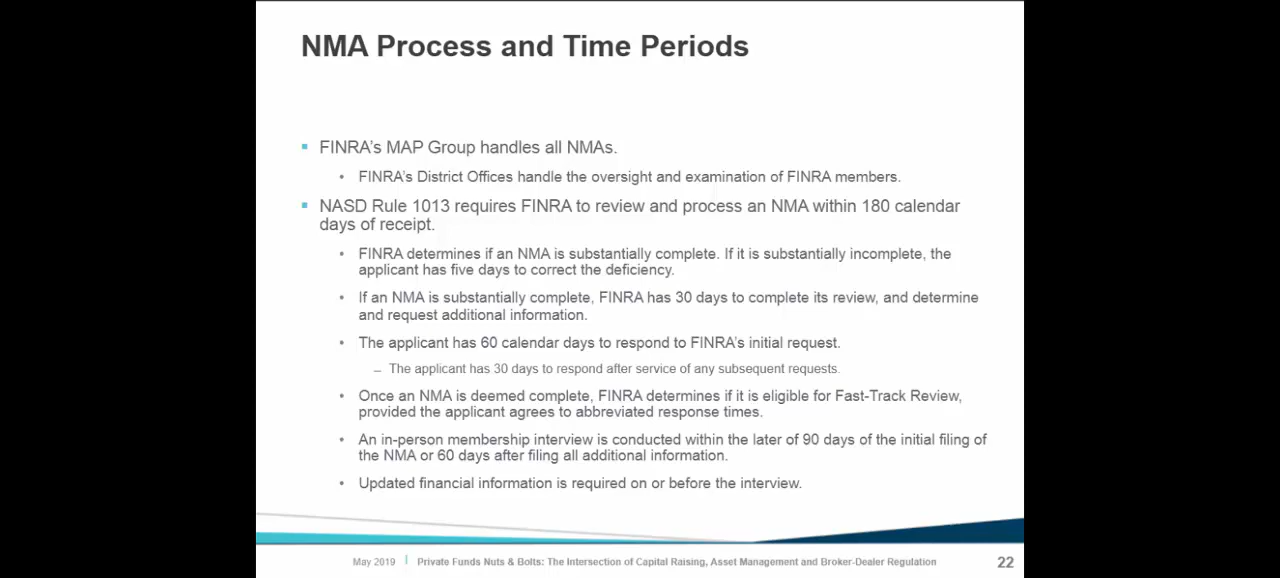 NMA Process and Time Periods
FINRA's MAP Group handles all NMAs.
FINRA's District Offices handle the oversight and examination of FINRA members.
NASD Rule 1013 requires FINRA to review and process an NMA within 180 calendar
days of receipt.
FINRA determines if an NMA is substantially complete. If it is substantially incomplete, the
applicant has five days to correct the deficiency.
If an NMA is substantially complete, FINRA has 30 days to complete its review, and determine
and request additional information.
The applicant has 60 calendar days to respond to FINRA's initial request.
– The applicant has 30 days to respond after service of any subsequent requests.
Once an NMA is deemed complete, FINRA determines if it is eligible for Fast-Track Review,
provided the applicant agrees to abbreviated response times.
An in-person membership interview is conducted within the later of 90 days of the initial filing of
the NMA or 60 days after filing all additional information.
Updated financial information is required on or before the interview.
May 2019 | Private Funds Nuts & Bolts: The Intersection of Capital Raising, Asset Management and Broker-Dealer Regulation 22